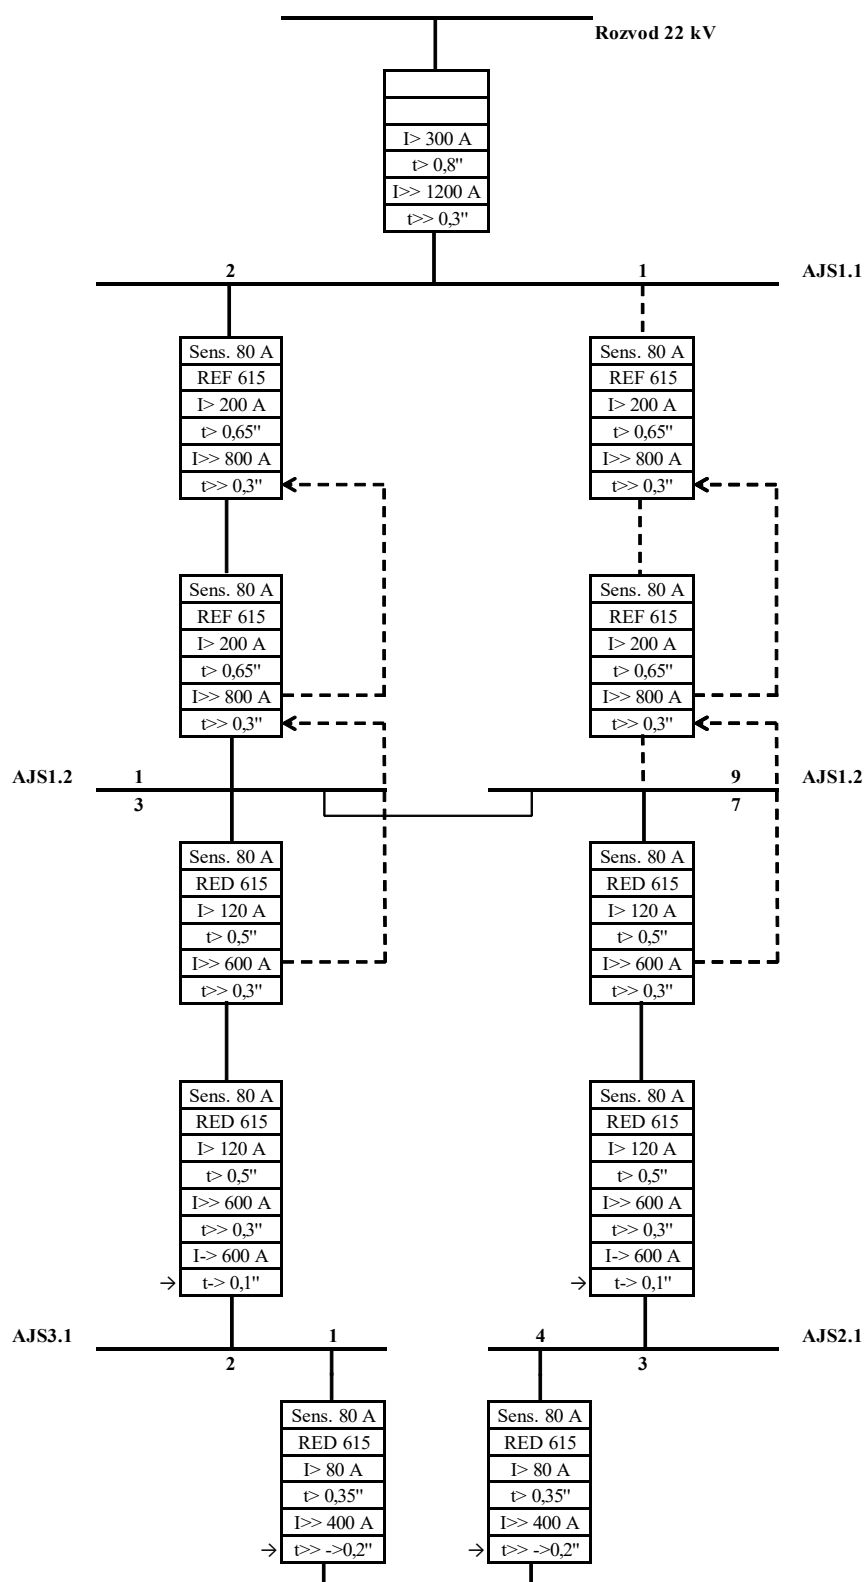 Rozvod 22 kV
I> 300 A
t> 0,8"
I>> 1200 A
t>> 0,3"
2 1 AJS1.1
Sens. 80 A
REF 615
I> 200 A
t> 0,65"
I>> 800 A
t>> 0,3"
Sens. 80 A
REF 615
I> 200 A
t> 0,65"
I>> 800 A
t>> 0,3"
Sens. 80 A
REF 615
I> 200 A
t> 0,65"
I>> 800 A
t>> 0,3"
Sens. 80 A
REF 615
I> 200 A
t> 0,65"
I>> 800 A
t>> 0,3"
AJS1.2 1 9 AJS1.2
3 7
Sens. 80 A
RED 615
I> 120 A
t> 0,5"
I>> 600 A
t>> 0,3"
Sens. 80 A
RED 615
I> 120 A
t> 0,5"
I>> 600 A
t>> 0,3"
Sens. 80 A
RED 615
I> 120 A
t> 0,5"
I>> 600 A
t>> 0,3"
I-> 600 A
→ t-> 0,1"
Sens. 80 A
RED 615
I> 120 A
t> 0,5"
I>> 600 A
t>> 0,3"
I-> 600 A
→ t-> 0,1"
AJS3.1 1 4 AJS2.1
2 3
Sens. 80 A
RED 615
I> 80 A
t> 0,35"
I>> 400 A
→ t>> ->0,2"
Sens. 80 A
RED 615
I> 80 A
t> 0,35"
I>> 400 A
→ t>> ->0,2"